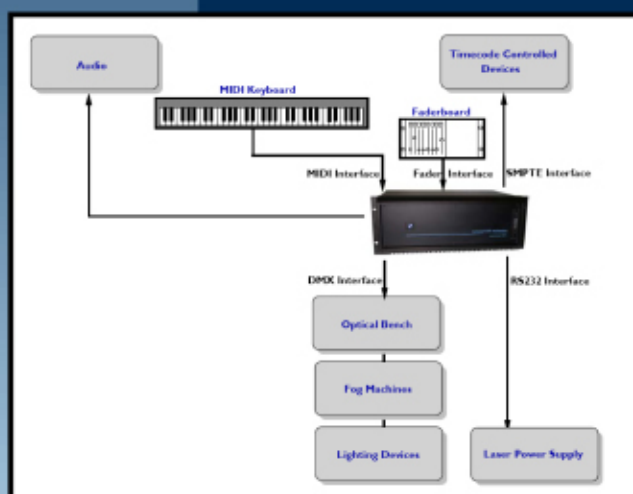 Audio
Timecode Controlled
Devices
MIDI Keyboard
Faderboard
MIDI Interface
Fader Interface
SMPTE Interface
DMX Interface
RS232 Interface
Optical Bench
Fog Machines
Lighting Devices
Laser Power Supply